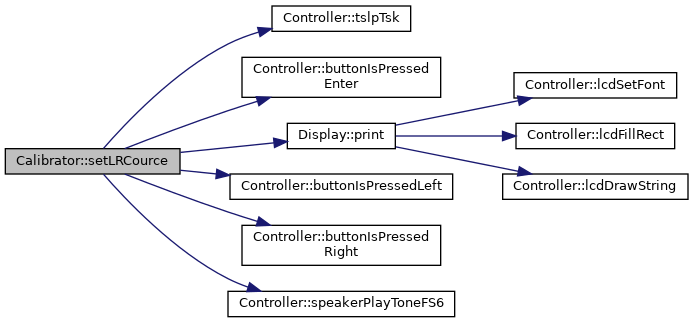 Controller::tslpTsk
Controller::buttonIsPressed
Enter
Controller::lcdSetFont
Display::print
Controller::lcdFillRect
Calibrator::setLRCource
Controller::buttonIsPressedLeft
Controller::lcdDrawString
Controller::buttonIsPressed
Right
Controller::speakerPlayToneFS6